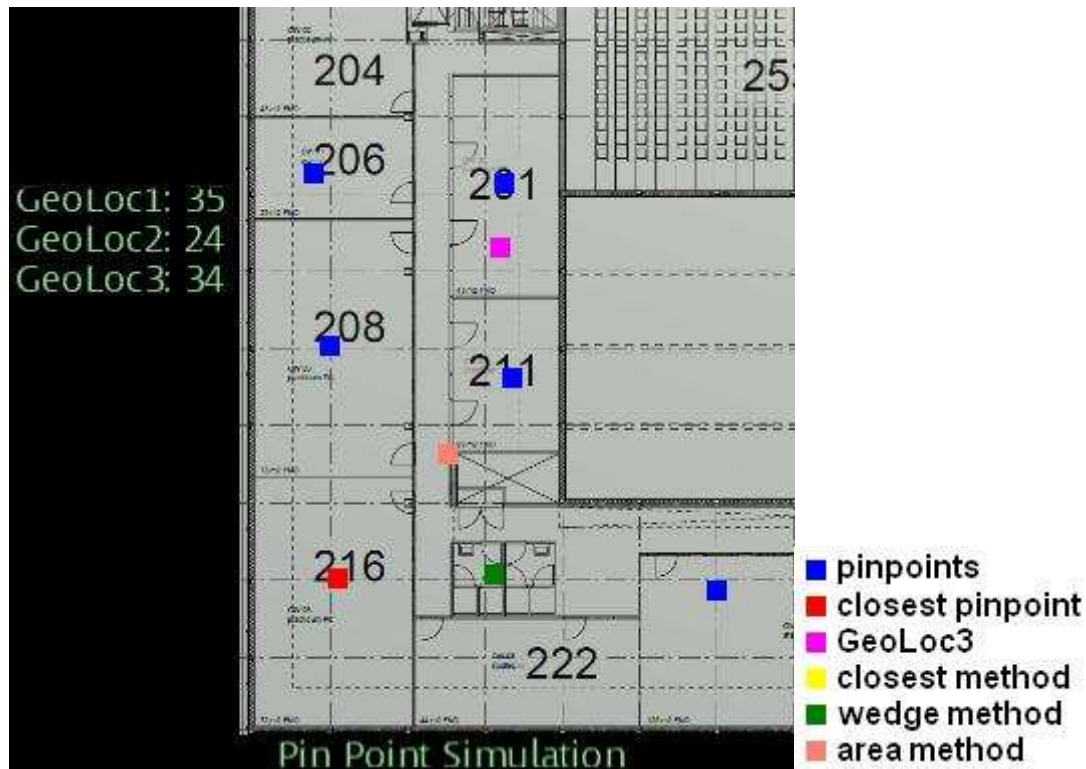 204
253
206
201
GeoLoc1: 35
GeoLoc2: 24
GeoLoc3: 34
208
211
216
222
pinpoints
closest pinpoint
GeoLoc3
closest method
wedge method
area method
Pin Point Simulation